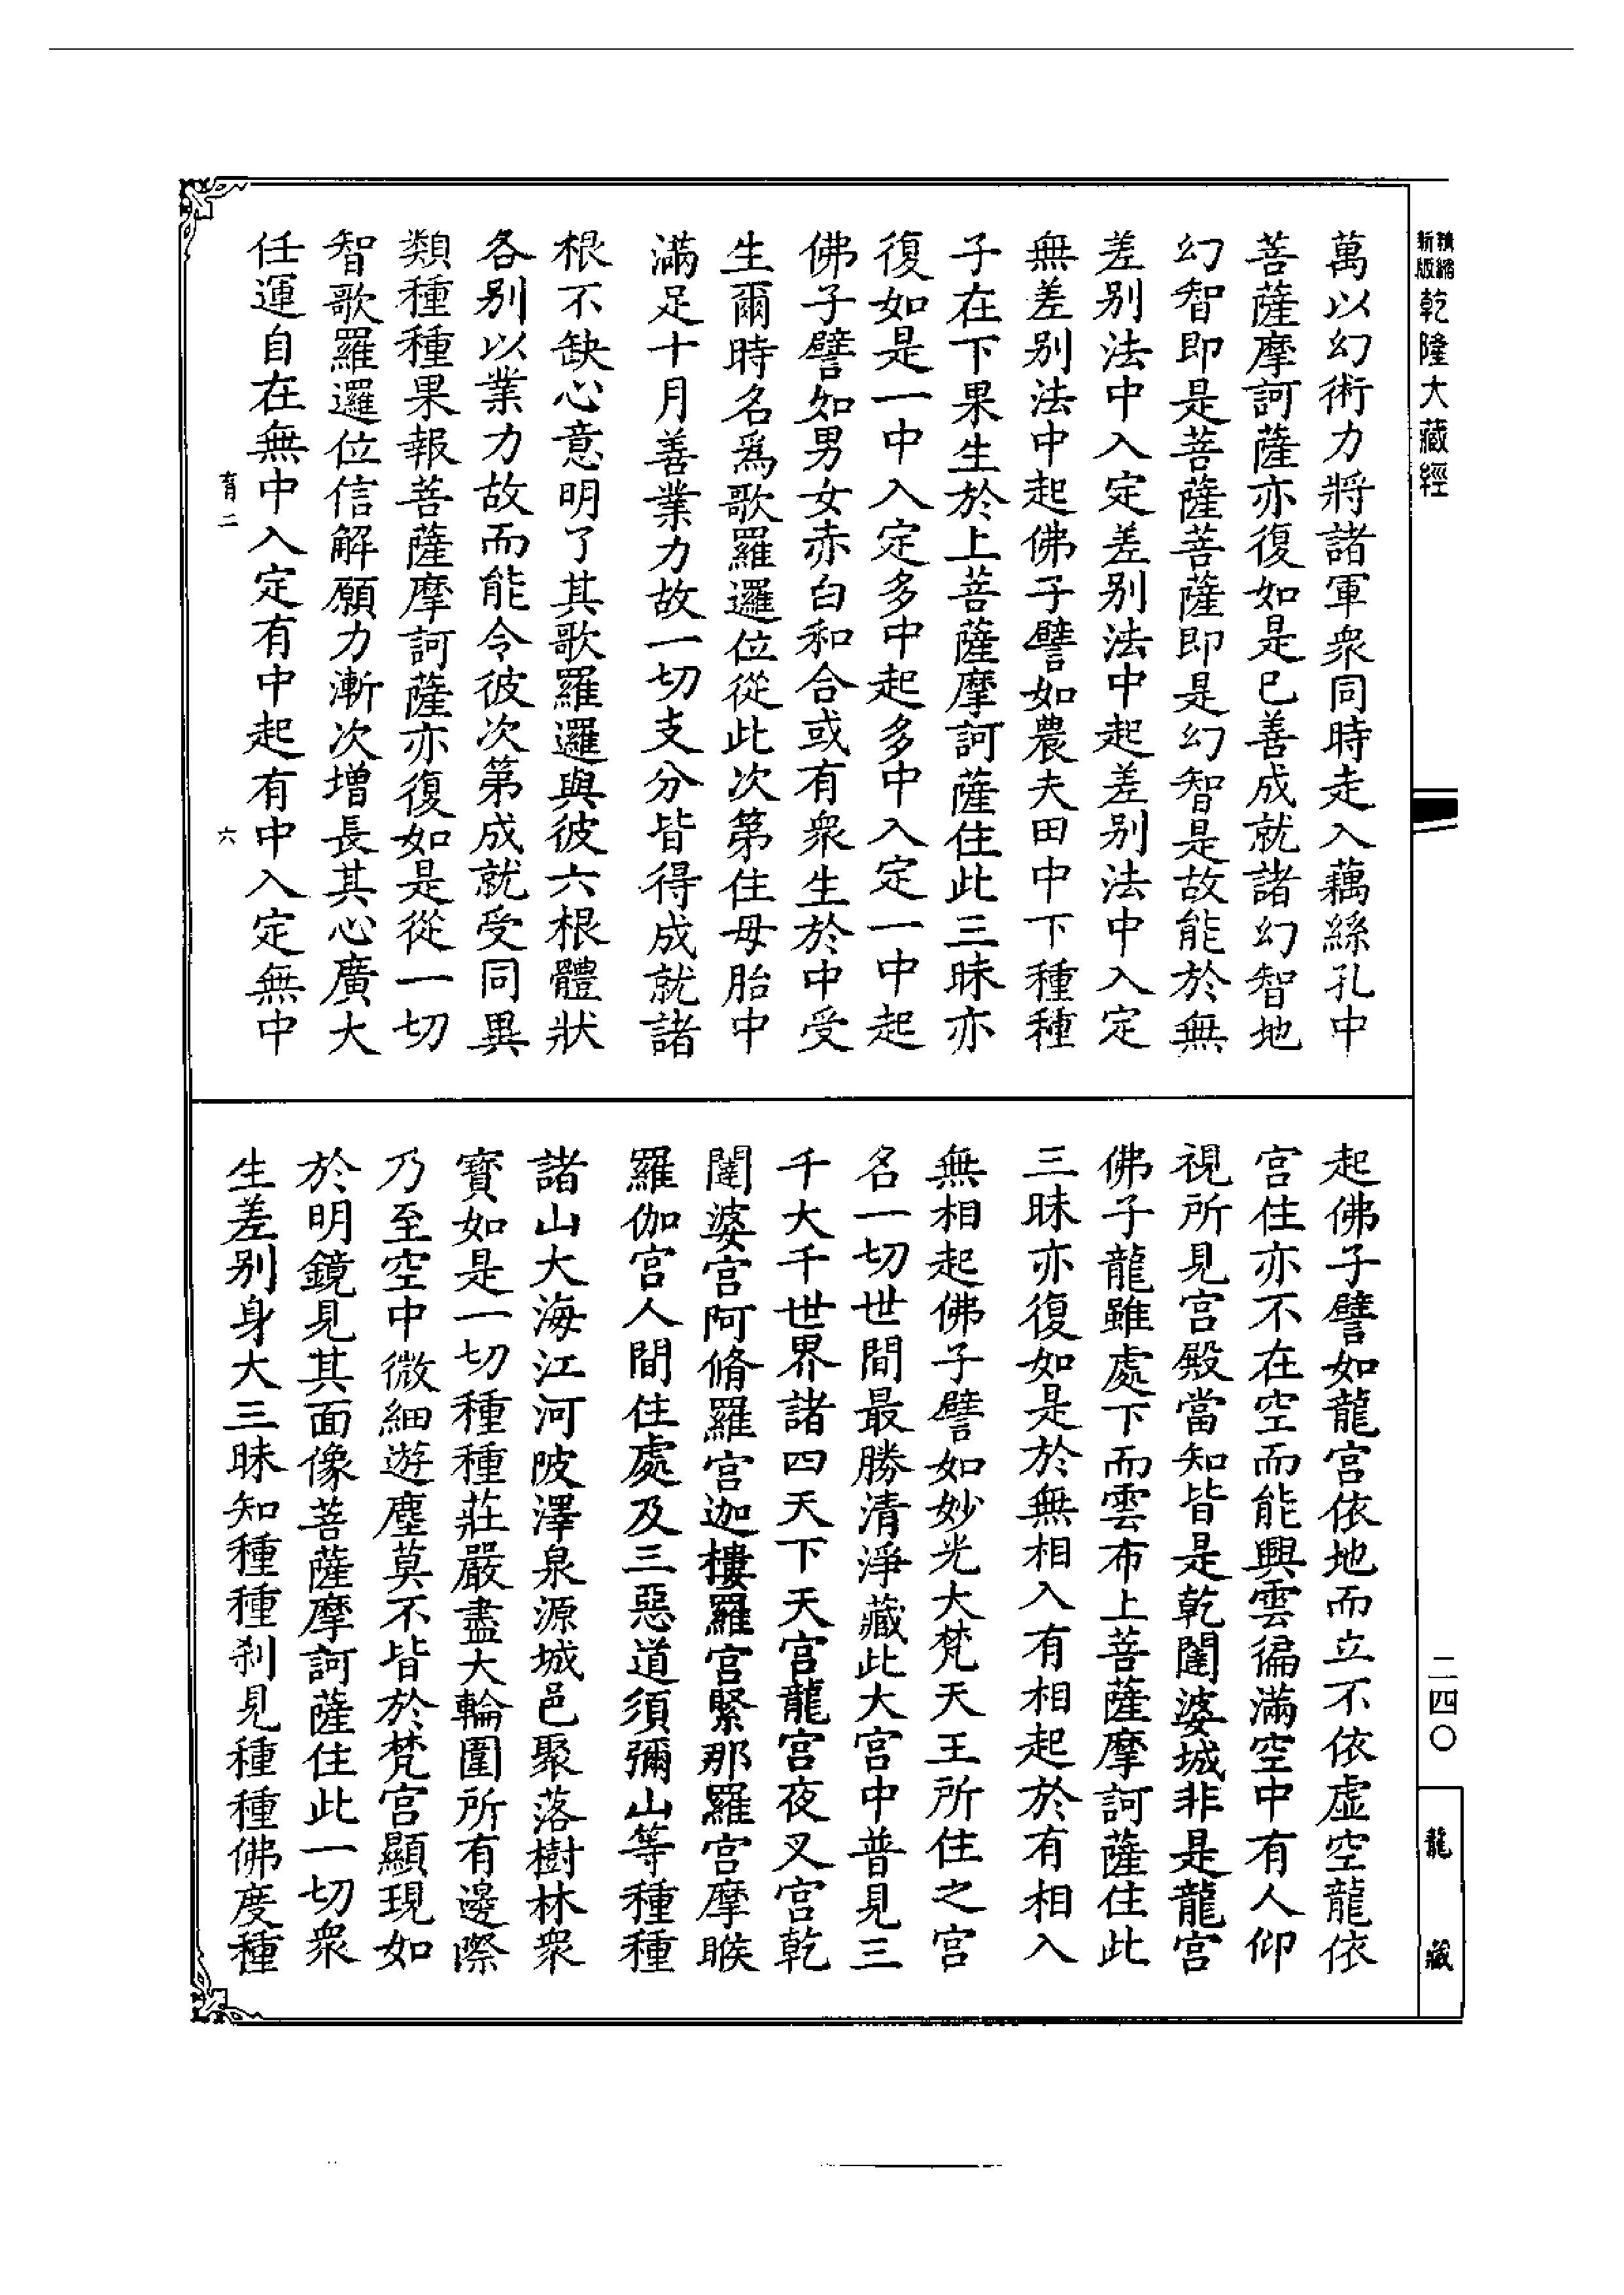 精縮
新版
乾隆大藏經
萬以幻術力將諸軍衆同時走入藕絲孔中
菩薩摩訶薩亦復如是已善成就諸幻智地
幻智即是菩薩菩薩即是幻智是故能於無
差别法中入定差别法中起差别法中入定
無差别法中起佛子譬如農夫田中下種種
子在下果生於上菩薩摩訶薩住此三昧亦
復如是一中入定多中起多中入定一中起
佛子譬如男女赤白和合或有衆生於中受
生爾時名爲歌羅邏位從此次第住母胎中
滿足十月善業力故一切支分皆得成就諸
根不缺心意明了其歌羅邏與彼六根體狀
各别以業力故而能令彼次第成就受同異
類種種果報菩薩摩訶薩亦復如是從一切
智歌羅邏位信解願力漸次增長其心廣大
任運自在無中入定有中起有中入定無中
育二
六
起佛子譬如龍宮依地而立不依虛空龍依
宮住亦不在空而能興雲徧滿空中有人仰
視所見宮殿當知皆是乾闥婆城非是龍宮
佛子龍雖處下而雲布上菩薩摩訶薩住此
三昧亦復如是於無相入有相起於有相入
無相起佛子譬如妙光大梵天王所住之宮
名一切世間最勝清淨藏此大宮中普見三
千大千世界諸四天下天宮龍宮夜叉宮乾
闥婆宮阿脩羅宮迦樓羅宮緊那羅宮摩睺
羅伽宮人間住處及三惡道須彌山等種種
諸山大海江河陂澤泉源城邑聚落樹林衆
寶如是一切種種莊嚴盡大輪圍所有邊際
乃至空中微細遊塵莫不皆於梵宮顯現如
於明鏡見其面像菩薩摩訶薩住此一切衆
生差别身大三昧知種種刹見種種佛度種
二四〇
龍藏